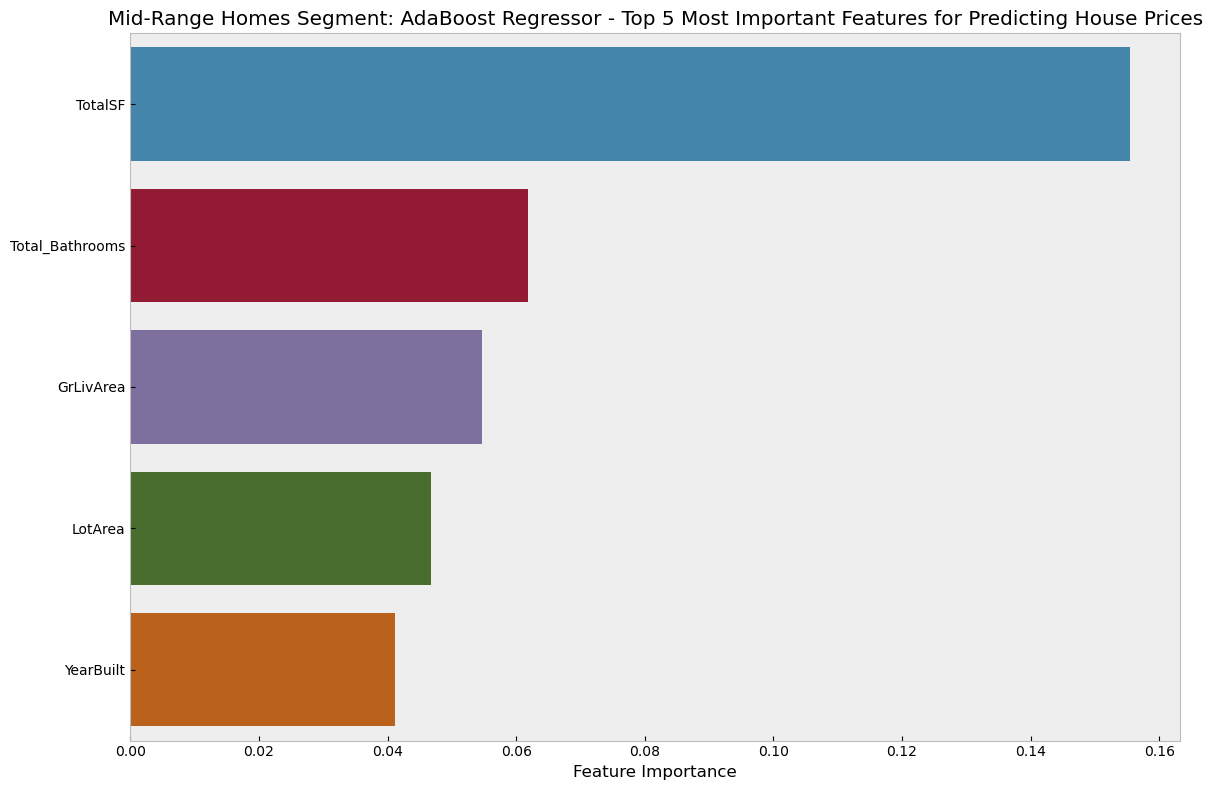 Mid-Range Homes Segment: AdaBoost Regressor - Top 5 Most Important Features for Predicting House Prices
TotalSF
Total_Bathrooms
GrLivArea
LotArea
YearBuilt
0.00 0.02 0.04 0.06 0.08 0.10 0.12 0.14 0.16
Feature Importance